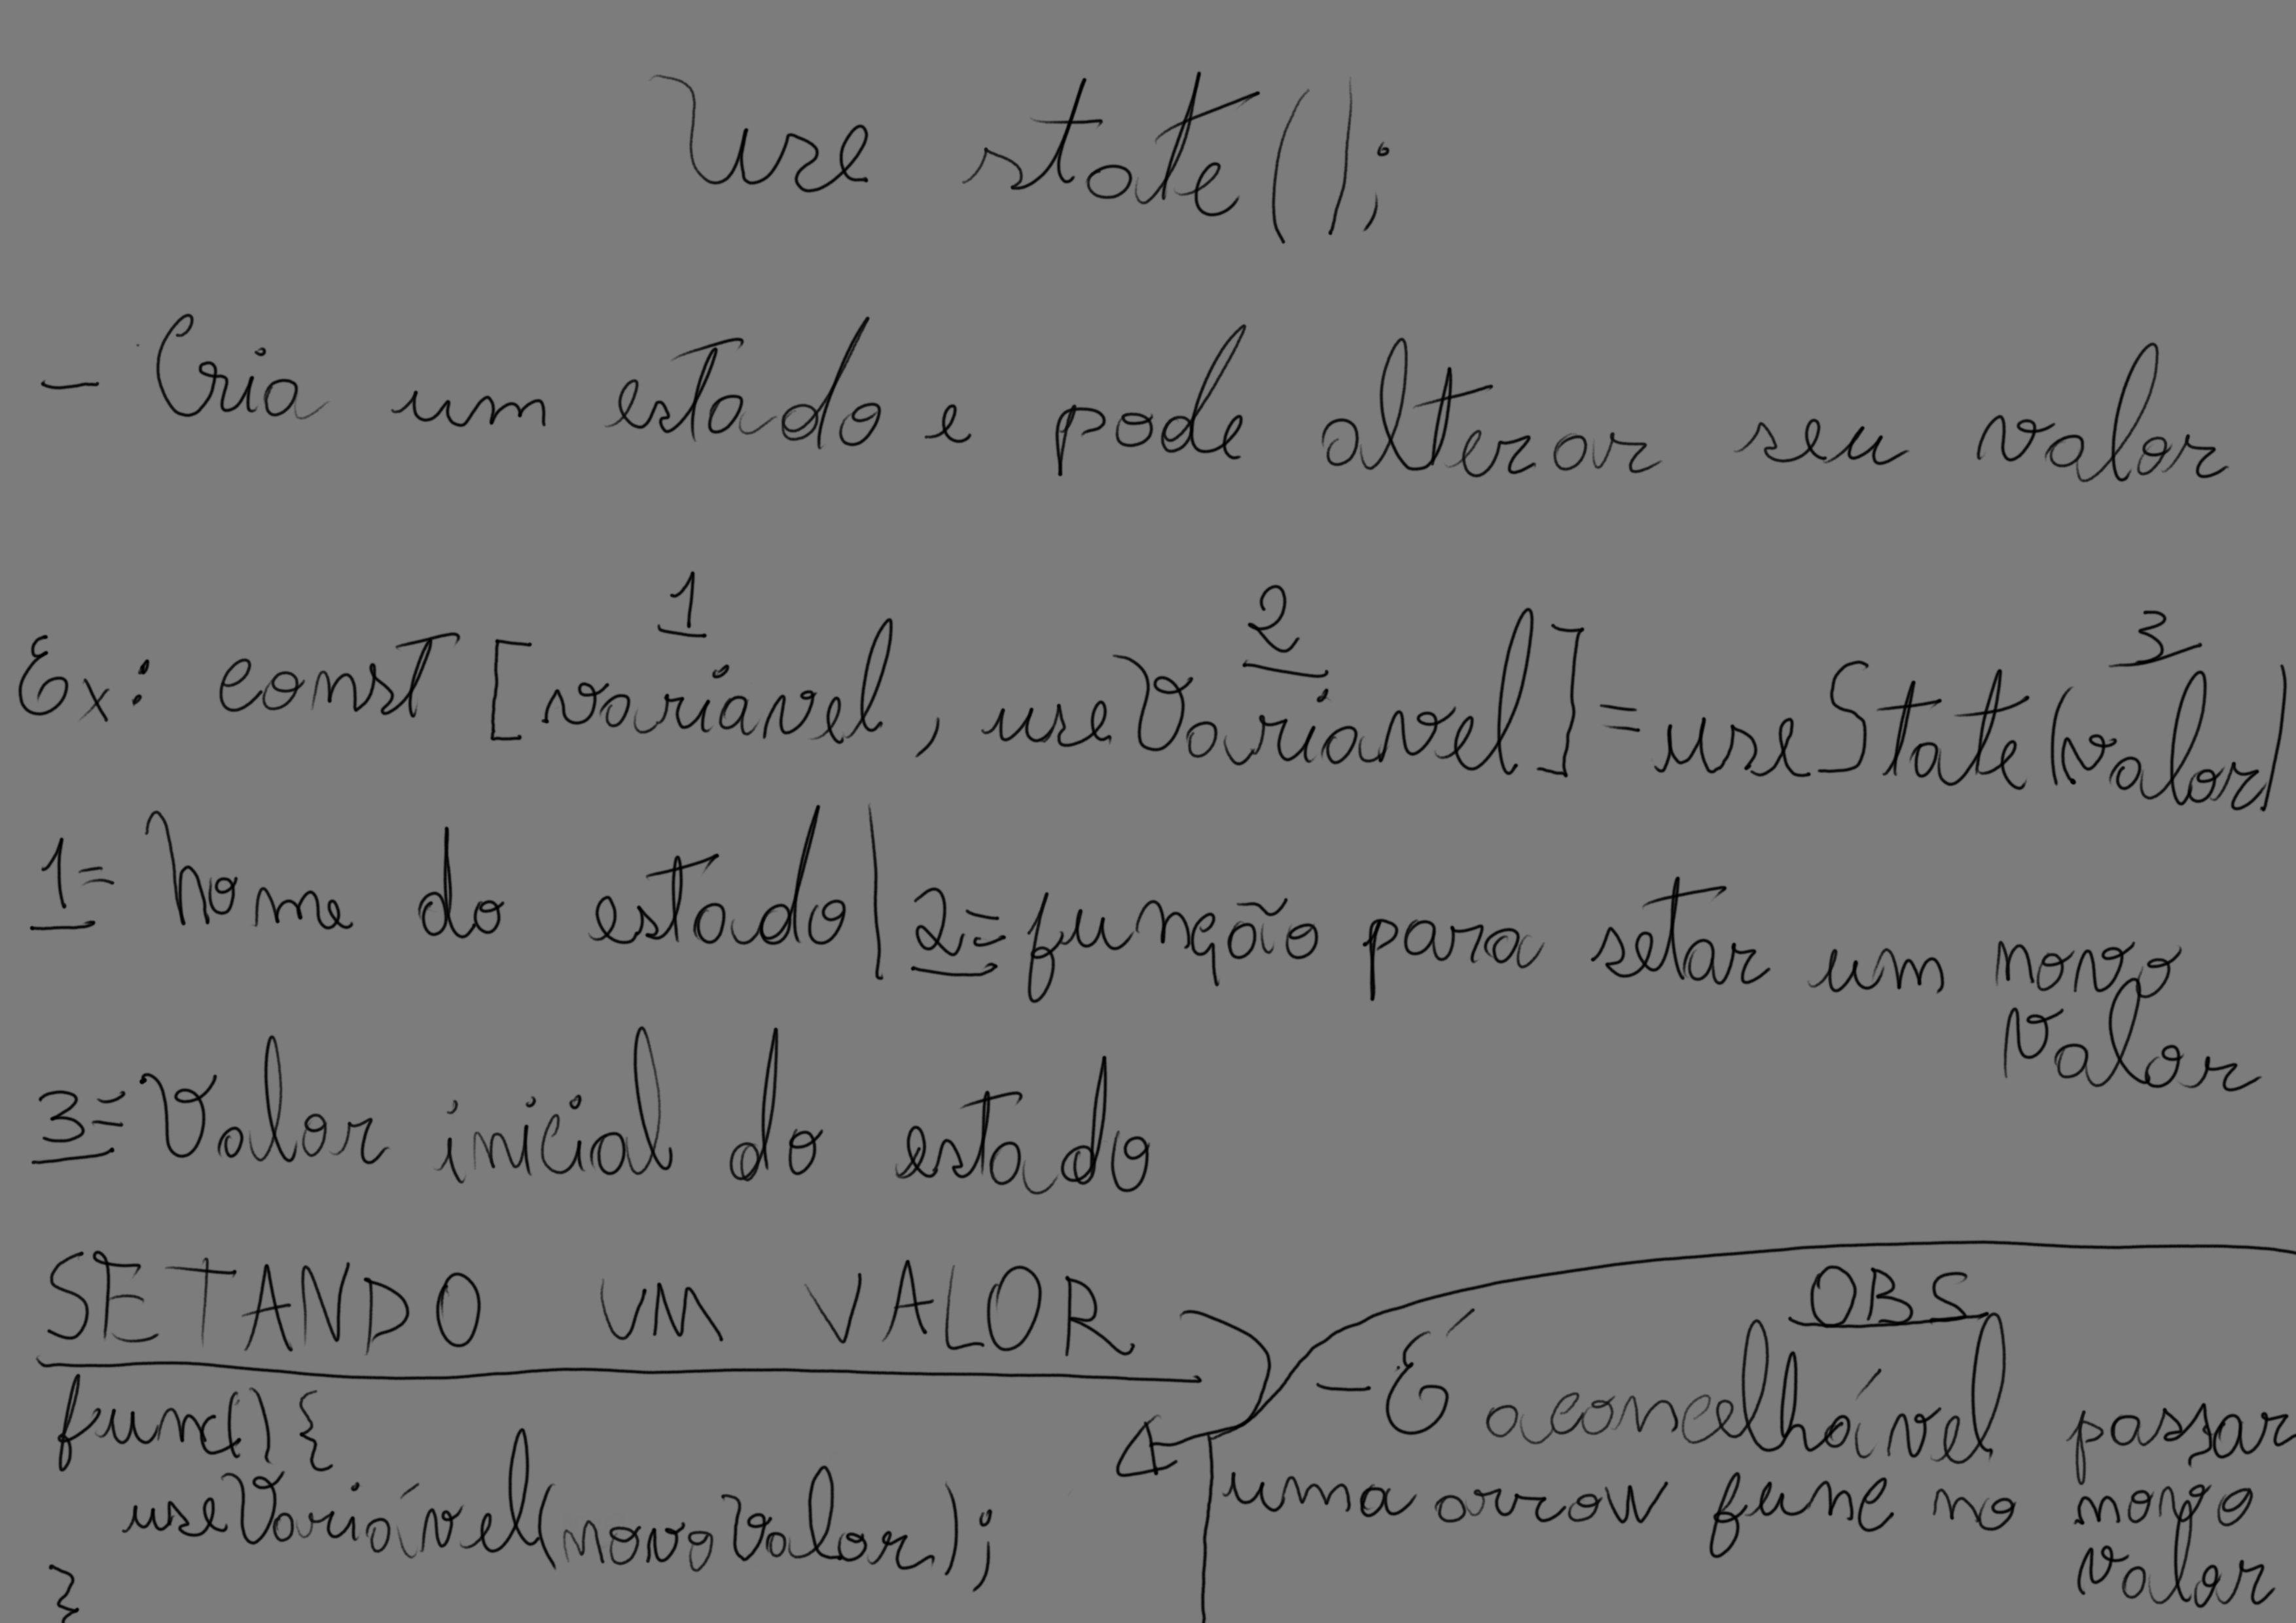 Use state();
- Cria um estado e pode alterar seu valor
1 2 3
Ex: const [variavel, useVariavel] = useState(valor)
1= Nome do estado | 2= função para setar um novo
valor
3= Valor inicial do estado
SETANDO UM VALOR
func(){
useVariável(novoValor);
}
OBS
- É aconcelhável passar
uma arrow func no novo
valor